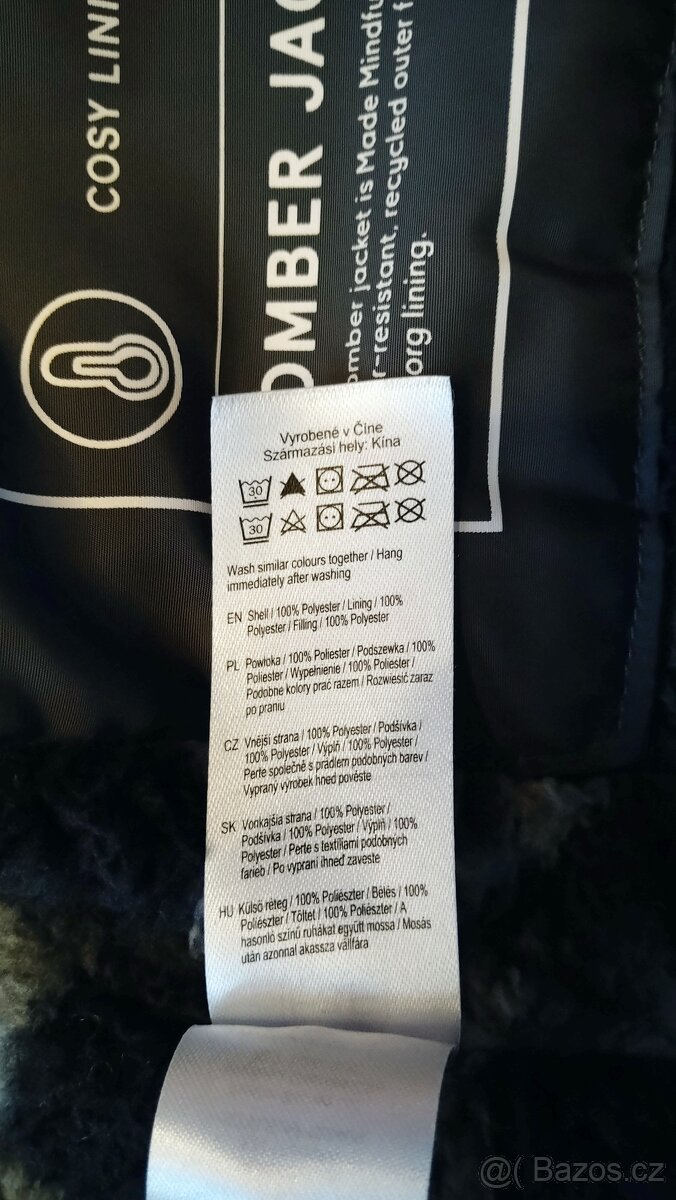 COSY LINI
OMBER JAC
omber jacket is Made Mindfu
r-resistant, recycled outer f
org lining.
Vyrobené v Číne
Származási hely: Kína
30
30
Wash similar colours together / Hang
immediately after washing
EN Shell / 100% Polyester / Lining / 100%
Polyester / Filling / 100% Polyester
PL Powłoka / 100% Poliester / Podszewka / 100%
Poliester / Wypełnienie / 100% Poliester /
Podobne kolory prać razem / Rozwiesić zaraz
po praniu
CZ Vnější strana / 100% Polyester / Podšívka /
100% Polyester / Výplň / 100% Polyester /
Perte společně s prádlem podobných barev /
Vypraný výrobek hned pověste
SK Vonkajšia strana / 100% Polyester /
Podšívka / 100% Polyester / Výplň / 100%
Polyester / Perte s textíliami podobných
farieb / Po vypraní ihneď zaveste
HU Külső réteg / 100% Poliészter / Bélés / 100%
Poliészter / Töltet / 100% Poliészter / A
hasonló színű ruhákat együtt mossa / Mosás
után azonnal akassza vállfára
@( Bazos.cz